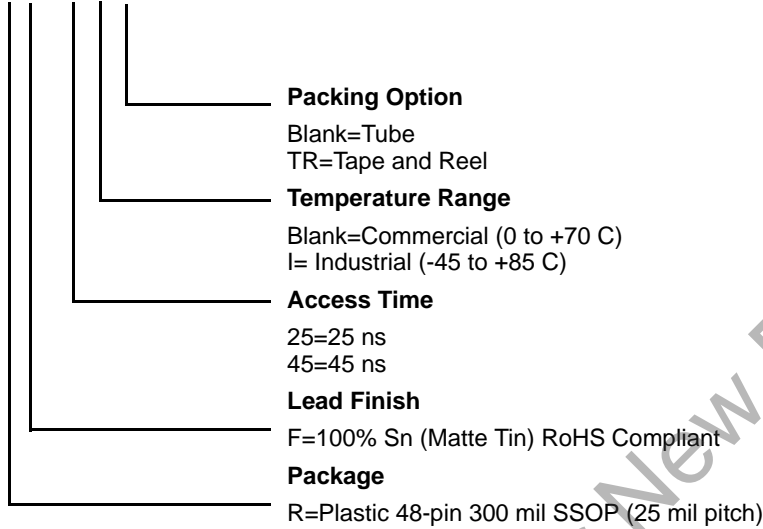 Packing Option
Blank=Tube
TR=Tape and Reel
Temperature Range
Blank=Commercial (0 to +70 C)
I= Industrial (-45 to +85 C)
Access Time
25=25 ns
45=45 ns
Lead Finish
F=100% Sn (Matte Tin) RoHS Compliant
Package
R=Plastic 48-pin 300 mil SSOP (25 mil pitch)
New